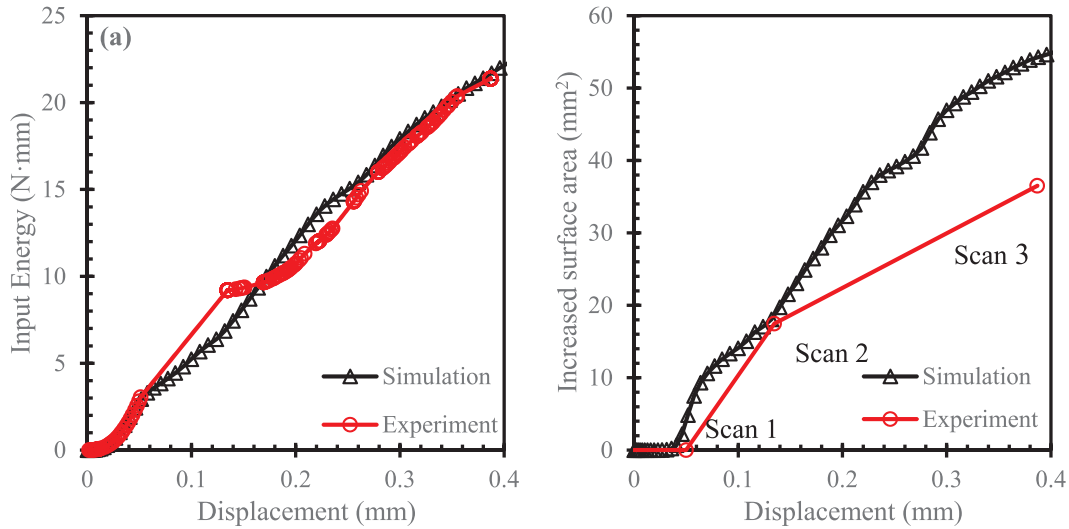 (a)
Input Energy (N·mm)
25
20
15
10
5
0
0
0.1
0.2
0.3
0.4
Displacement (mm)
Simulation
Experiment
Increased surface area (mm²)
60
50
40
30
20
10
0
0
0.1
0.2
0.3
0.4
Displacement (mm)
Scan 1
Scan 2
Scan 3
Simulation
Experiment